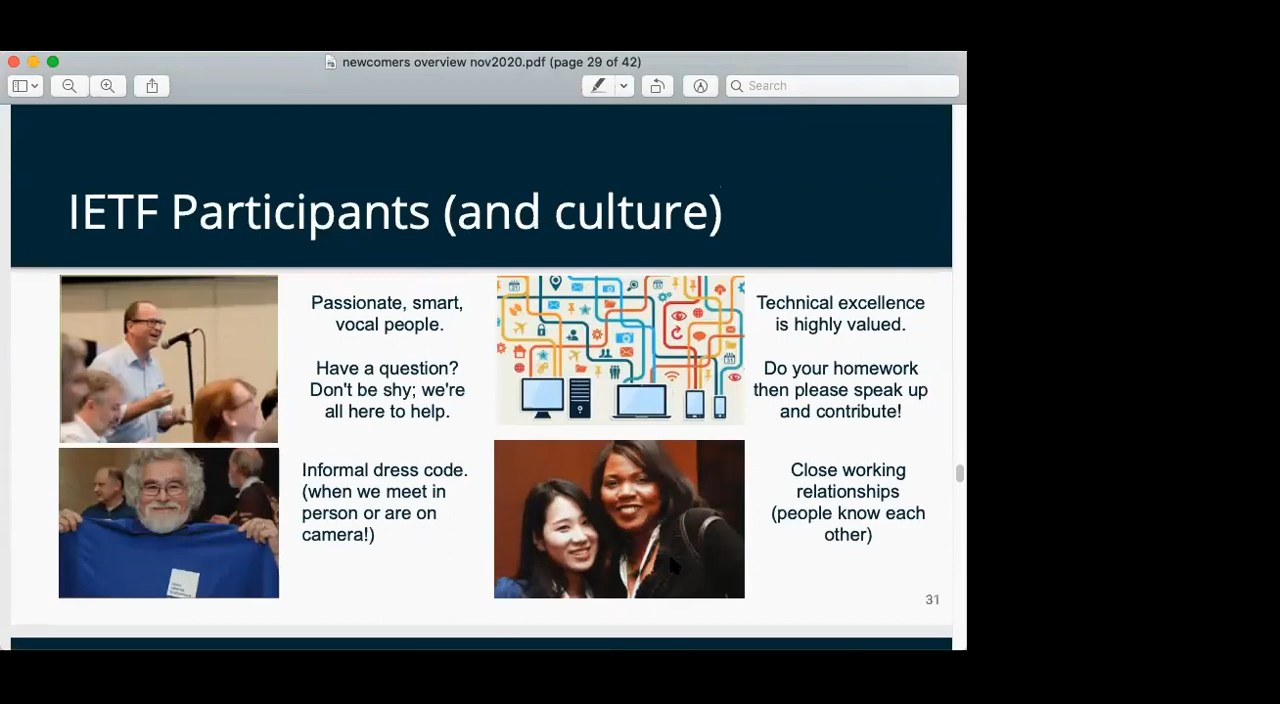 newcomers overview nov2020.pdf (page 29 of 42)
Search
IETF Participants (and culture)
Passionate, smart,
vocal people.
Have a question?
Don't be shy; we're
all here to help.
Technical excellence
is highly valued.
Do your homework
then please speak up
and contribute!
Informal dress code.
(when we meet in
person or are on
camera!)
Close working
relationships
(people know each
other)
31